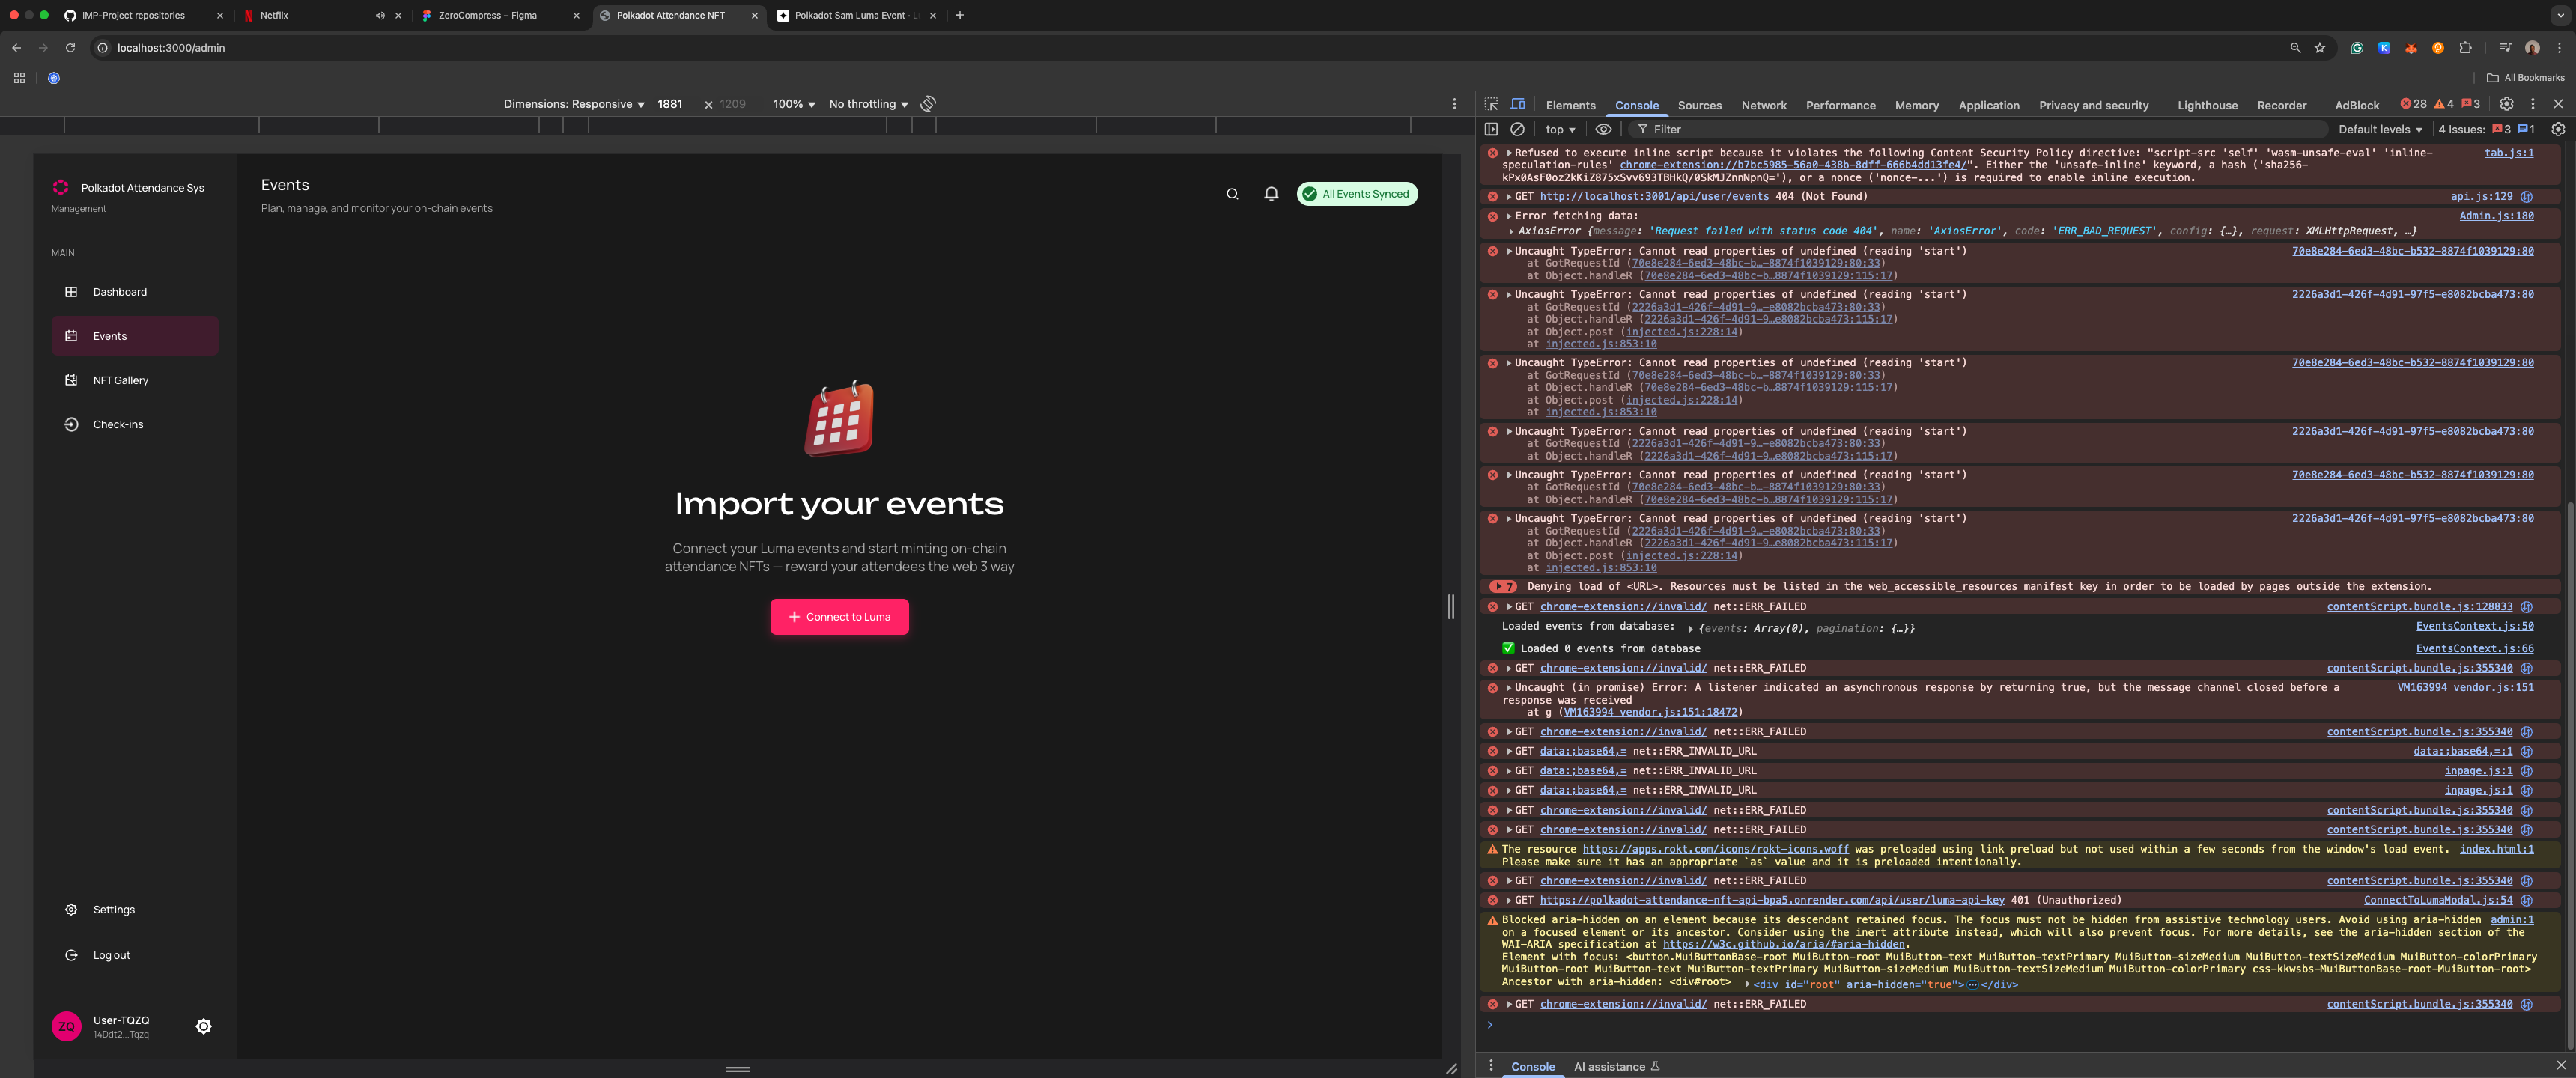 IMP-Project repositories
Netflix
ZeroCompress – Figma
Polkadot Attendance NFT
Polkadot Sam Luma Event · L
localhost:3000/admin
All Bookmarks
Dimensions: Responsive 1881 × 1209 100% No throttling
Elements Console Sources Network Performance Memory Application Privacy and security Lighthouse Recorder AdBlock 28 4 3
top Filter Default levels 4 Issues: 3 1
Polkadot Attendance Sys
Management
MAIN
Dashboard
Events
NFT Gallery
Check-ins
Settings
Log out
ZQ
User-TQZQ
14Ddt2...Tqzq
Events
Plan, manage, and monitor your on-chain events
All Events Synced
Import your events
Connect your Luma events and start minting on-chain
attendance NFTs — reward your attendees the web 3 way
Connect to Luma
Refused to execute inline script because it violates the following Content Security Policy directive: "script-src 'self' 'wasm-unsafe-eval' 'inline- tab.js:1
speculation-rules' chrome-extension://b7bc5985-56a0-438b-8dff-666b4dd13fe4/". Either the 'unsafe-inline' keyword, a hash ('sha256-
kPx0AsF0oz2kKiZ875xSvv693TBHkQ/0SkMJZnnNpnQ='), or a nonce ('nonce-...') is required to enable inline execution.
GET http://localhost:3001/api/user/events 404 (Not Found) api.js:129
Error fetching data: Admin.js:180
AxiosError {message: 'Request failed with status code 404', name: 'AxiosError', code: 'ERR_BAD_REQUEST', config: {…}, request: XMLHttpRequest, …}
Uncaught TypeError: Cannot read properties of undefined (reading 'start') 70e8e284-6ed3-48bc-b532-8874f1039129:80
at GotRequestId (70e8e284-6ed3-48bc-b…-8874f1039129:80:33)
at Object.handleR (70e8e284-6ed3-48bc-b…8874f1039129:115:17)
Uncaught TypeError: Cannot read properties of undefined (reading 'start') 2226a3d1-426f-4d91-97f5-e8082bcba473:80
at GotRequestId (2226a3d1-426f-4d91-9…-e8082bcba473:80:33)
at Object.handleR (2226a3d1-426f-4d91-9…e8082bcba473:115:17)
at Object.post (injected.js:228:14)
at injected.js:853:10
Uncaught TypeError: Cannot read properties of undefined (reading 'start') 70e8e284-6ed3-48bc-b532-8874f1039129:80
at GotRequestId (70e8e284-6ed3-48bc-b…-8874f1039129:80:33)
at Object.handleR (70e8e284-6ed3-48bc-b…8874f1039129:115:17)
at Object.post (injected.js:228:14)
at injected.js:853:10
Uncaught TypeError: Cannot read properties of undefined (reading 'start') 2226a3d1-426f-4d91-97f5-e8082bcba473:80
at GotRequestId (2226a3d1-426f-4d91-9…-e8082bcba473:80:33)
at Object.handleR (2226a3d1-426f-4d91-9…e8082bcba473:115:17)
Uncaught TypeError: Cannot read properties of undefined (reading 'start') 70e8e284-6ed3-48bc-b532-8874f1039129:80
at GotRequestId (70e8e284-6ed3-48bc-b…-8874f1039129:80:33)
at Object.handleR (70e8e284-6ed3-48bc-b…8874f1039129:115:17)
Uncaught TypeError: Cannot read properties of undefined (reading 'start') 2226a3d1-426f-4d91-97f5-e8082bcba473:80
at GotRequestId (2226a3d1-426f-4d91-9…-e8082bcba473:80:33)
at Object.handleR (2226a3d1-426f-4d91-9…e8082bcba473:115:17)
at Object.post (injected.js:228:14)
at injected.js:853:10
7 Denying load of <URL>. Resources must be listed in the web_accessible_resources manifest key in order to be loaded by pages outside the extension.
GET chrome-extension://invalid/ net::ERR_FAILED contentScript.bundle.js:128833
Loaded events from database: {events: Array(0), pagination: {…}} EventsContext.js:50
✅ Loaded 0 events from database EventsContext.js:66
GET chrome-extension://invalid/ net::ERR_FAILED contentScript.bundle.js:355340
Uncaught (in promise) Error: A listener indicated an asynchronous response by returning true, but the message channel closed before a VM163994 vendor.js:151
response was received
at g (VM163994 vendor.js:151:18472)
GET chrome-extension://invalid/ net::ERR_FAILED contentScript.bundle.js:355340
GET data:;base64,= net::ERR_INVALID_URL data:;base64,=:1
GET data:;base64,= net::ERR_INVALID_URL inpage.js:1
GET data:;base64,= net::ERR_INVALID_URL inpage.js:1
GET chrome-extension://invalid/ net::ERR_FAILED contentScript.bundle.js:355340
GET chrome-extension://invalid/ net::ERR_FAILED contentScript.bundle.js:355340
The resource https://apps.rokt.com/icons/rokt-icons.woff was preloaded using link preload but not used within a few seconds from the window's load event. index.html:1
Please make sure it has an appropriate `as` value and it is preloaded intentionally.
GET chrome-extension://invalid/ net::ERR_FAILED contentScript.bundle.js:355340
GET https://polkadot-attendance-nft-api-bpa5.onrender.com/api/user/luma-api-key 401 (Unauthorized) ConnectToLumaModal.js:54
Blocked aria-hidden on an element because its descendant retained focus. The focus must not be hidden from assistive technology users. Avoid using aria-hidden admin:1
on a focused element or its ancestor. Consider using the inert attribute instead, which will also prevent focus. For more details, see the aria-hidden section of the
WAI-ARIA specification at https://w3c.github.io/aria/#aria-hidden.
Element with focus: <button.MuiButtonBase-root MuiButton-root MuiButton-text MuiButton-textPrimary MuiButton-sizeMedium MuiButton-textSizeMedium MuiButton-colorPrimary
MuiButton-root MuiButton-text MuiButton-textPrimary MuiButton-sizeMedium MuiButton-textSizeMedium MuiButton-colorPrimary css-kkwsbs-MuiButtonBase-root-MuiButton-root>
Ancestor with aria-hidden: <div#root> <div id="root" aria-hidden="true">…</div>
GET chrome-extension://invalid/ net::ERR_FAILED contentScript.bundle.js:355340
Console AI assistance